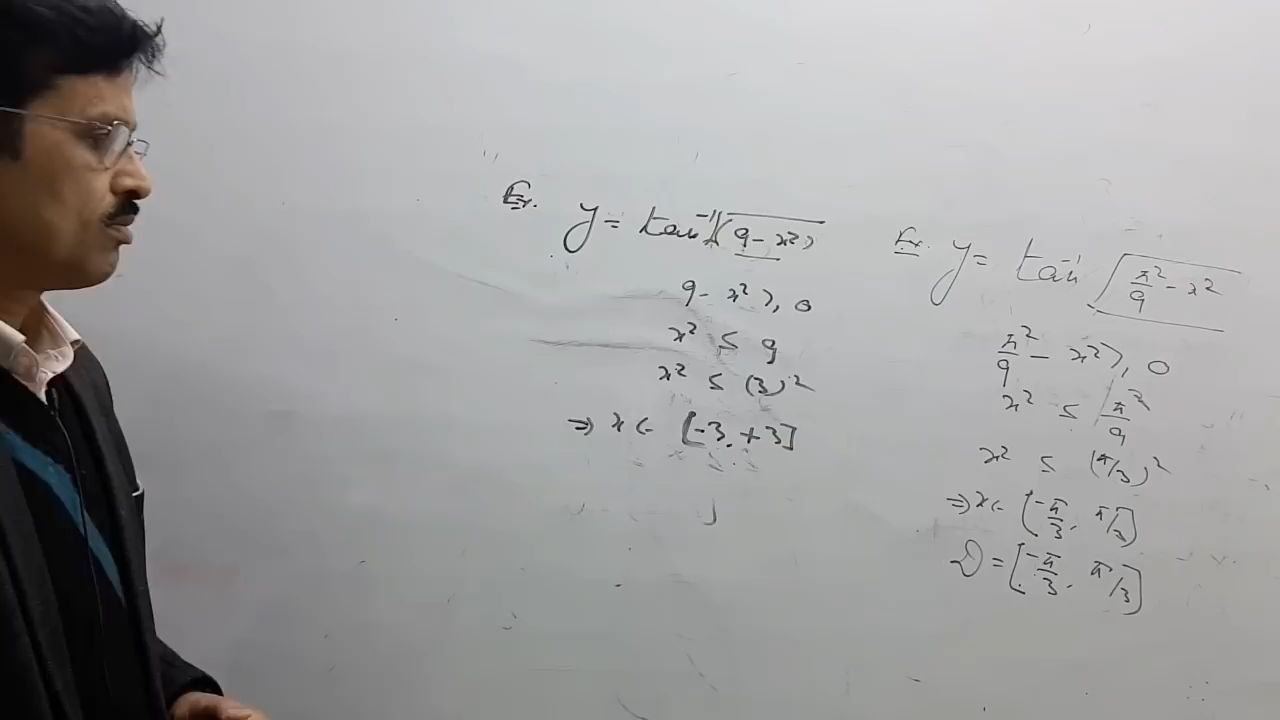 Ex. y = tan⁻¹√(9 - x²)
9 - x² ≥ 0
x² ≤ 9
x² ≤ (3)²
⇒ x ∈ [-3, +3]
Ex. y = tan⁻¹ √(π²/9 - x²)
π²/9 - x² ≥ 0
x² ≤ π²/9
x² ≤ (π/3)²
⇒ x ∈ [-π/3, π/3]
D = [-π/3, π/3]